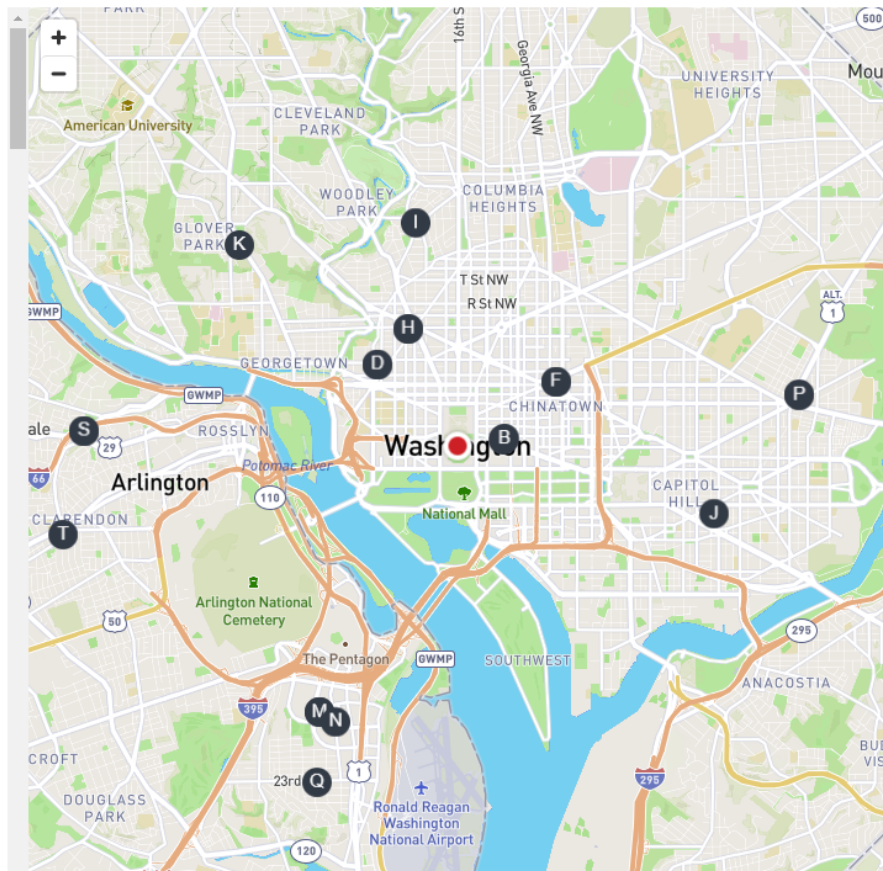 PARK
16th S
500
+
−
Georgia Ave NW
UNIVERSITY
HEIGHTS
Mou
American University
CLEVELAND
PARK
WOODLEY
PARK
COLUMBIA
HEIGHTS
I
GLOVER
PARK
K
T St NW
R St NW
GWMP
ALT.
1
H
GEORGETOWN
D
F
CHINATOWN
P
GWMP
S
ale
29
ROSSLYN
Washington
B
66
Potomac River
Arlington
110
National Mall
CAPITOL
HILL
J
CLARENDON
T
Arlington National
Cemetery
50
295
The Pentagon
GWMP
SOUTHWEST
ANACOSTIA
395
M
N
CROFT
BU
VIS
23rd
Q
1
295
DOUGLASS
PARK
Ronald Reagan
Washington
National Airport
120